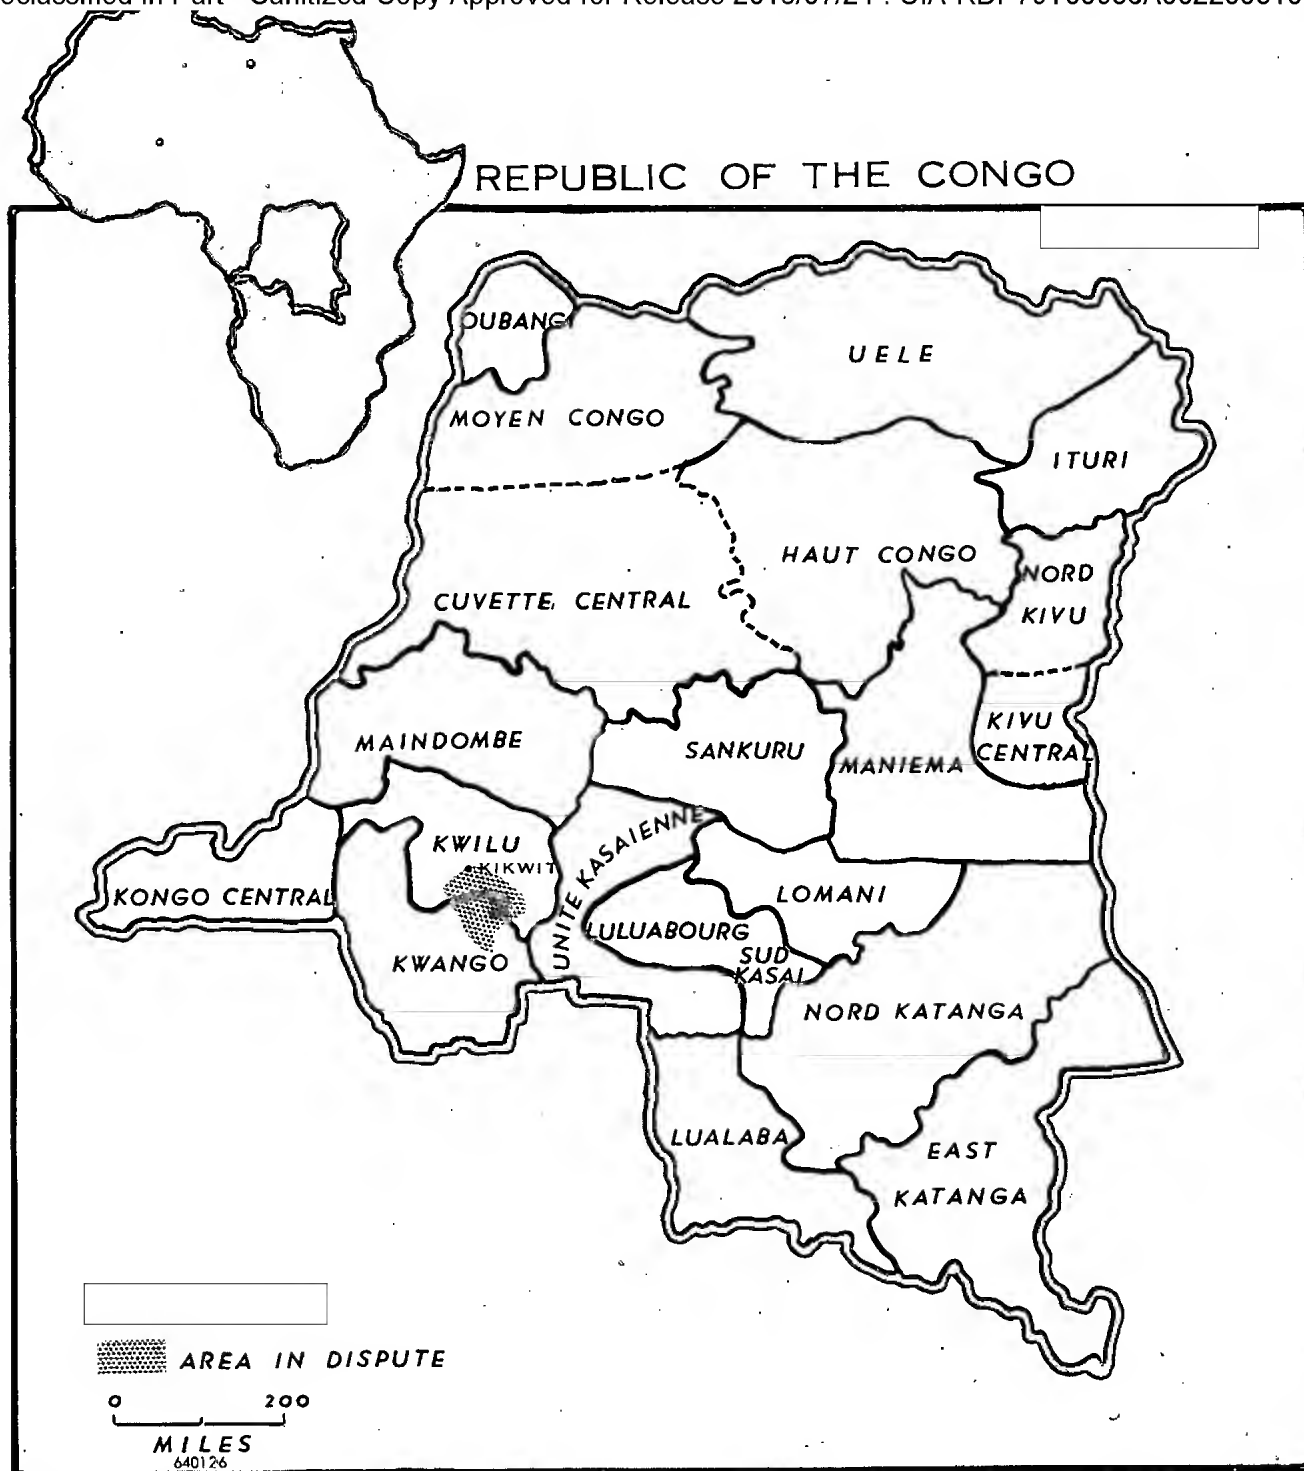 REPUBLIC OF THE CONGO
OUBANGI
UELE
MOYEN CONGO
ITURI
HAUT CONGO
NORD
KIVU
CUVETTE CENTRAL
KIVU
CENTRAL
MAINDOMBE
SANKURU
MANIEMA
KWILU
KIKWIT
UNITE KASAIENNE
KONGO CENTRAL
LOMANI
LULUABOURG
SUD
KASAI
KWANGO
NORD KATANGA
LUALABA
EAST
KATANGA
AREA IN DISPUTE
0 200
MILES
640126